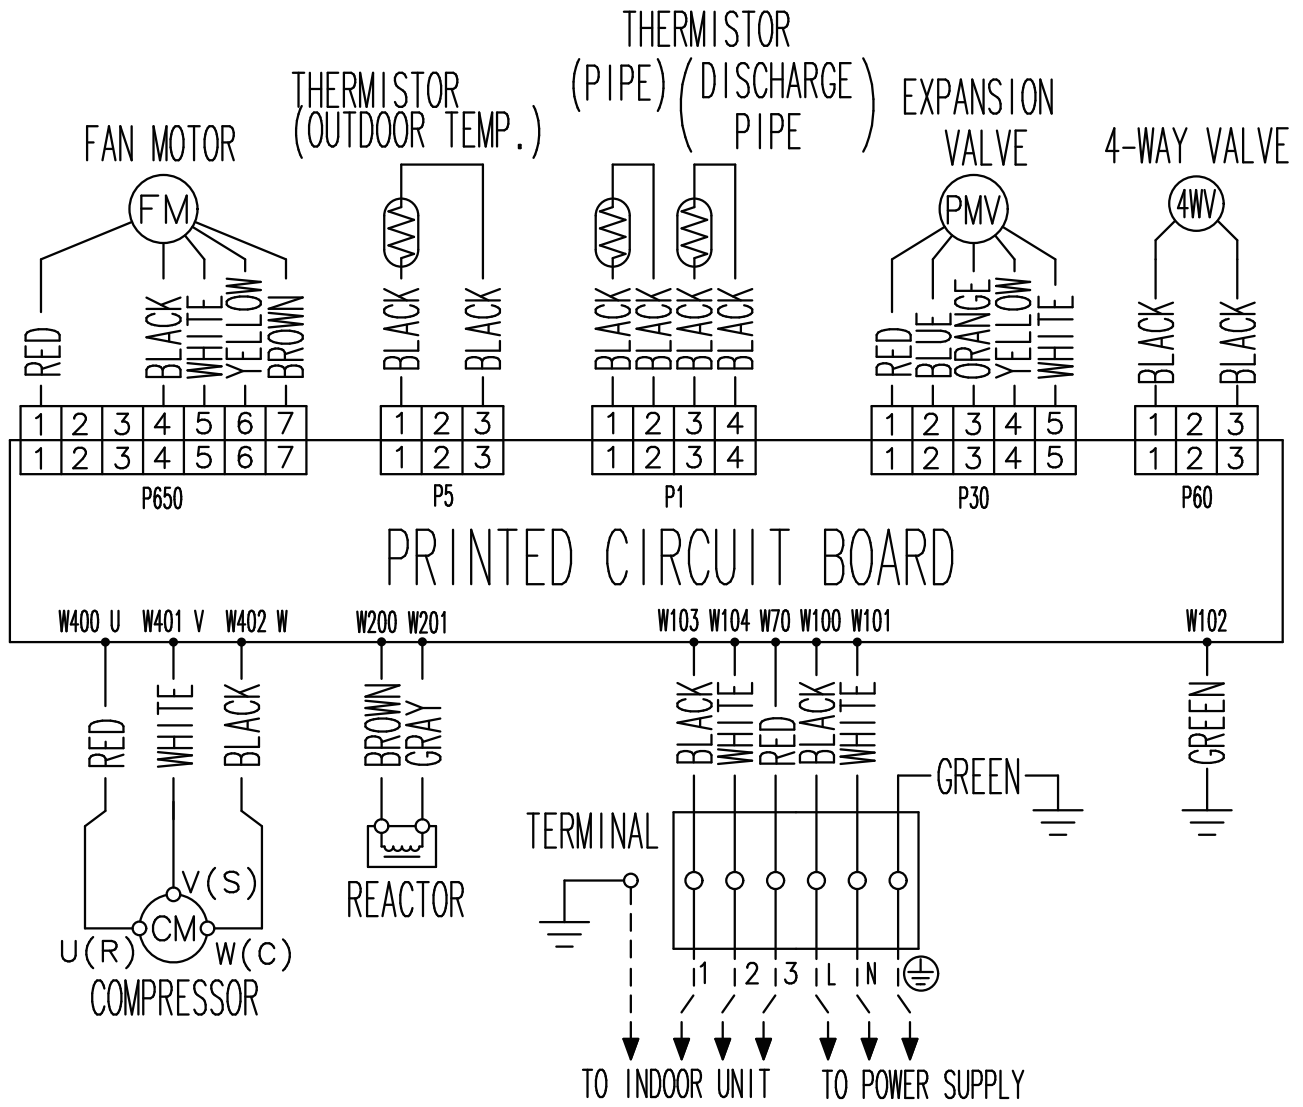 THERMISTOR
(PIPE) (DISCHARGE PIPE)
THERMISTOR
(OUTDOOR TEMP.)
EXPANSION
VALVE
FAN MOTOR
4-WAY VALVE
FM
PMV
4WV
RED BLACK WHITE YELLOW BROWN
BLACK BLACK
BLACK BLACK BLACK BLACK
RED BLUE ORANGE YELLOW WHITE
BLACK BLACK
1 2 3 4 5 6 7
1 2 3
1 2 3 4
1 2 3 4 5
1 2 3
1 2 3 4 5 6 7
1 2 3
1 2 3 4
1 2 3 4 5
1 2 3
P650 P5 P1 P30 P60
PRINTED CIRCUIT BOARD
W400 U W401 V W402 W W200 W201 W103 W104 W70 W100 W101 W102
RED WHITE BLACK
BROWN GRAY
BLACK WHITE RED BLACK WHITE
GREEN
GREEN
TERMINAL
V(S)
CM
U(R) W(C)
COMPRESSOR
REACTOR
1 2 3 L N
TO INDOOR UNIT TO POWER SUPPLY